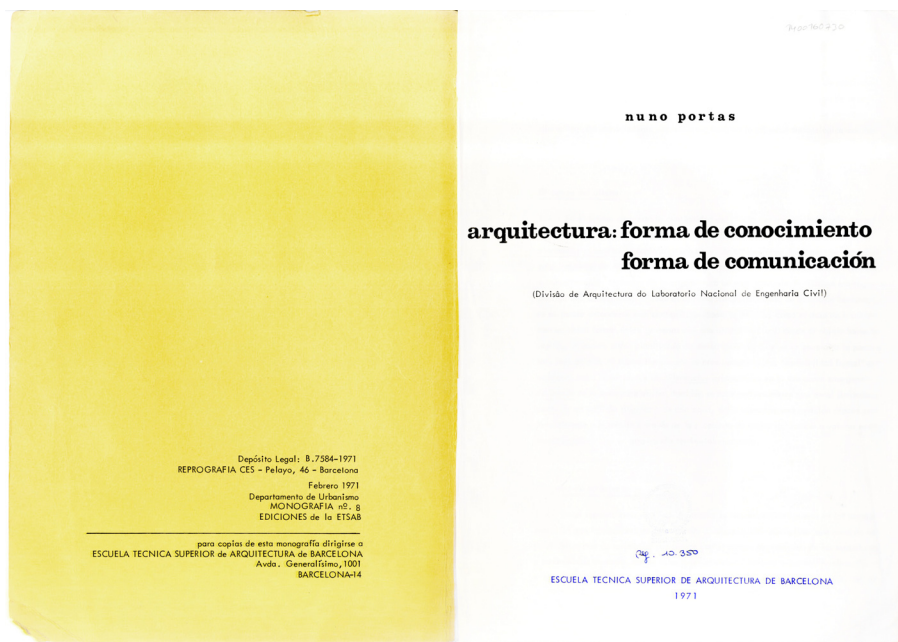 Depósito Legal: B.7584-1971
REPROGRAFIA CES - Pelayo, 46 - Barcelona
Febrero 1971
Departamento de Urbanismo
MONOGRAFIA nº. 8
EDICIONES de la ETSAB
para copias de esta monografía dirigirse a
ESCUELA TECNICA SUPERIOR de ARQUITECTURA de BARCELONA
Avda. Generalísimo,1001
BARCELONA-14
nuno portas
arquitectura: forma de conocimiento
forma de comunicación
(Divisão de Arquitectura do Laboratorio Nacional de Engenharia Civil)
10.350
ESCUELA TECNICA SUPERIOR DE ARQUITECTURA DE BARCELONA
1971